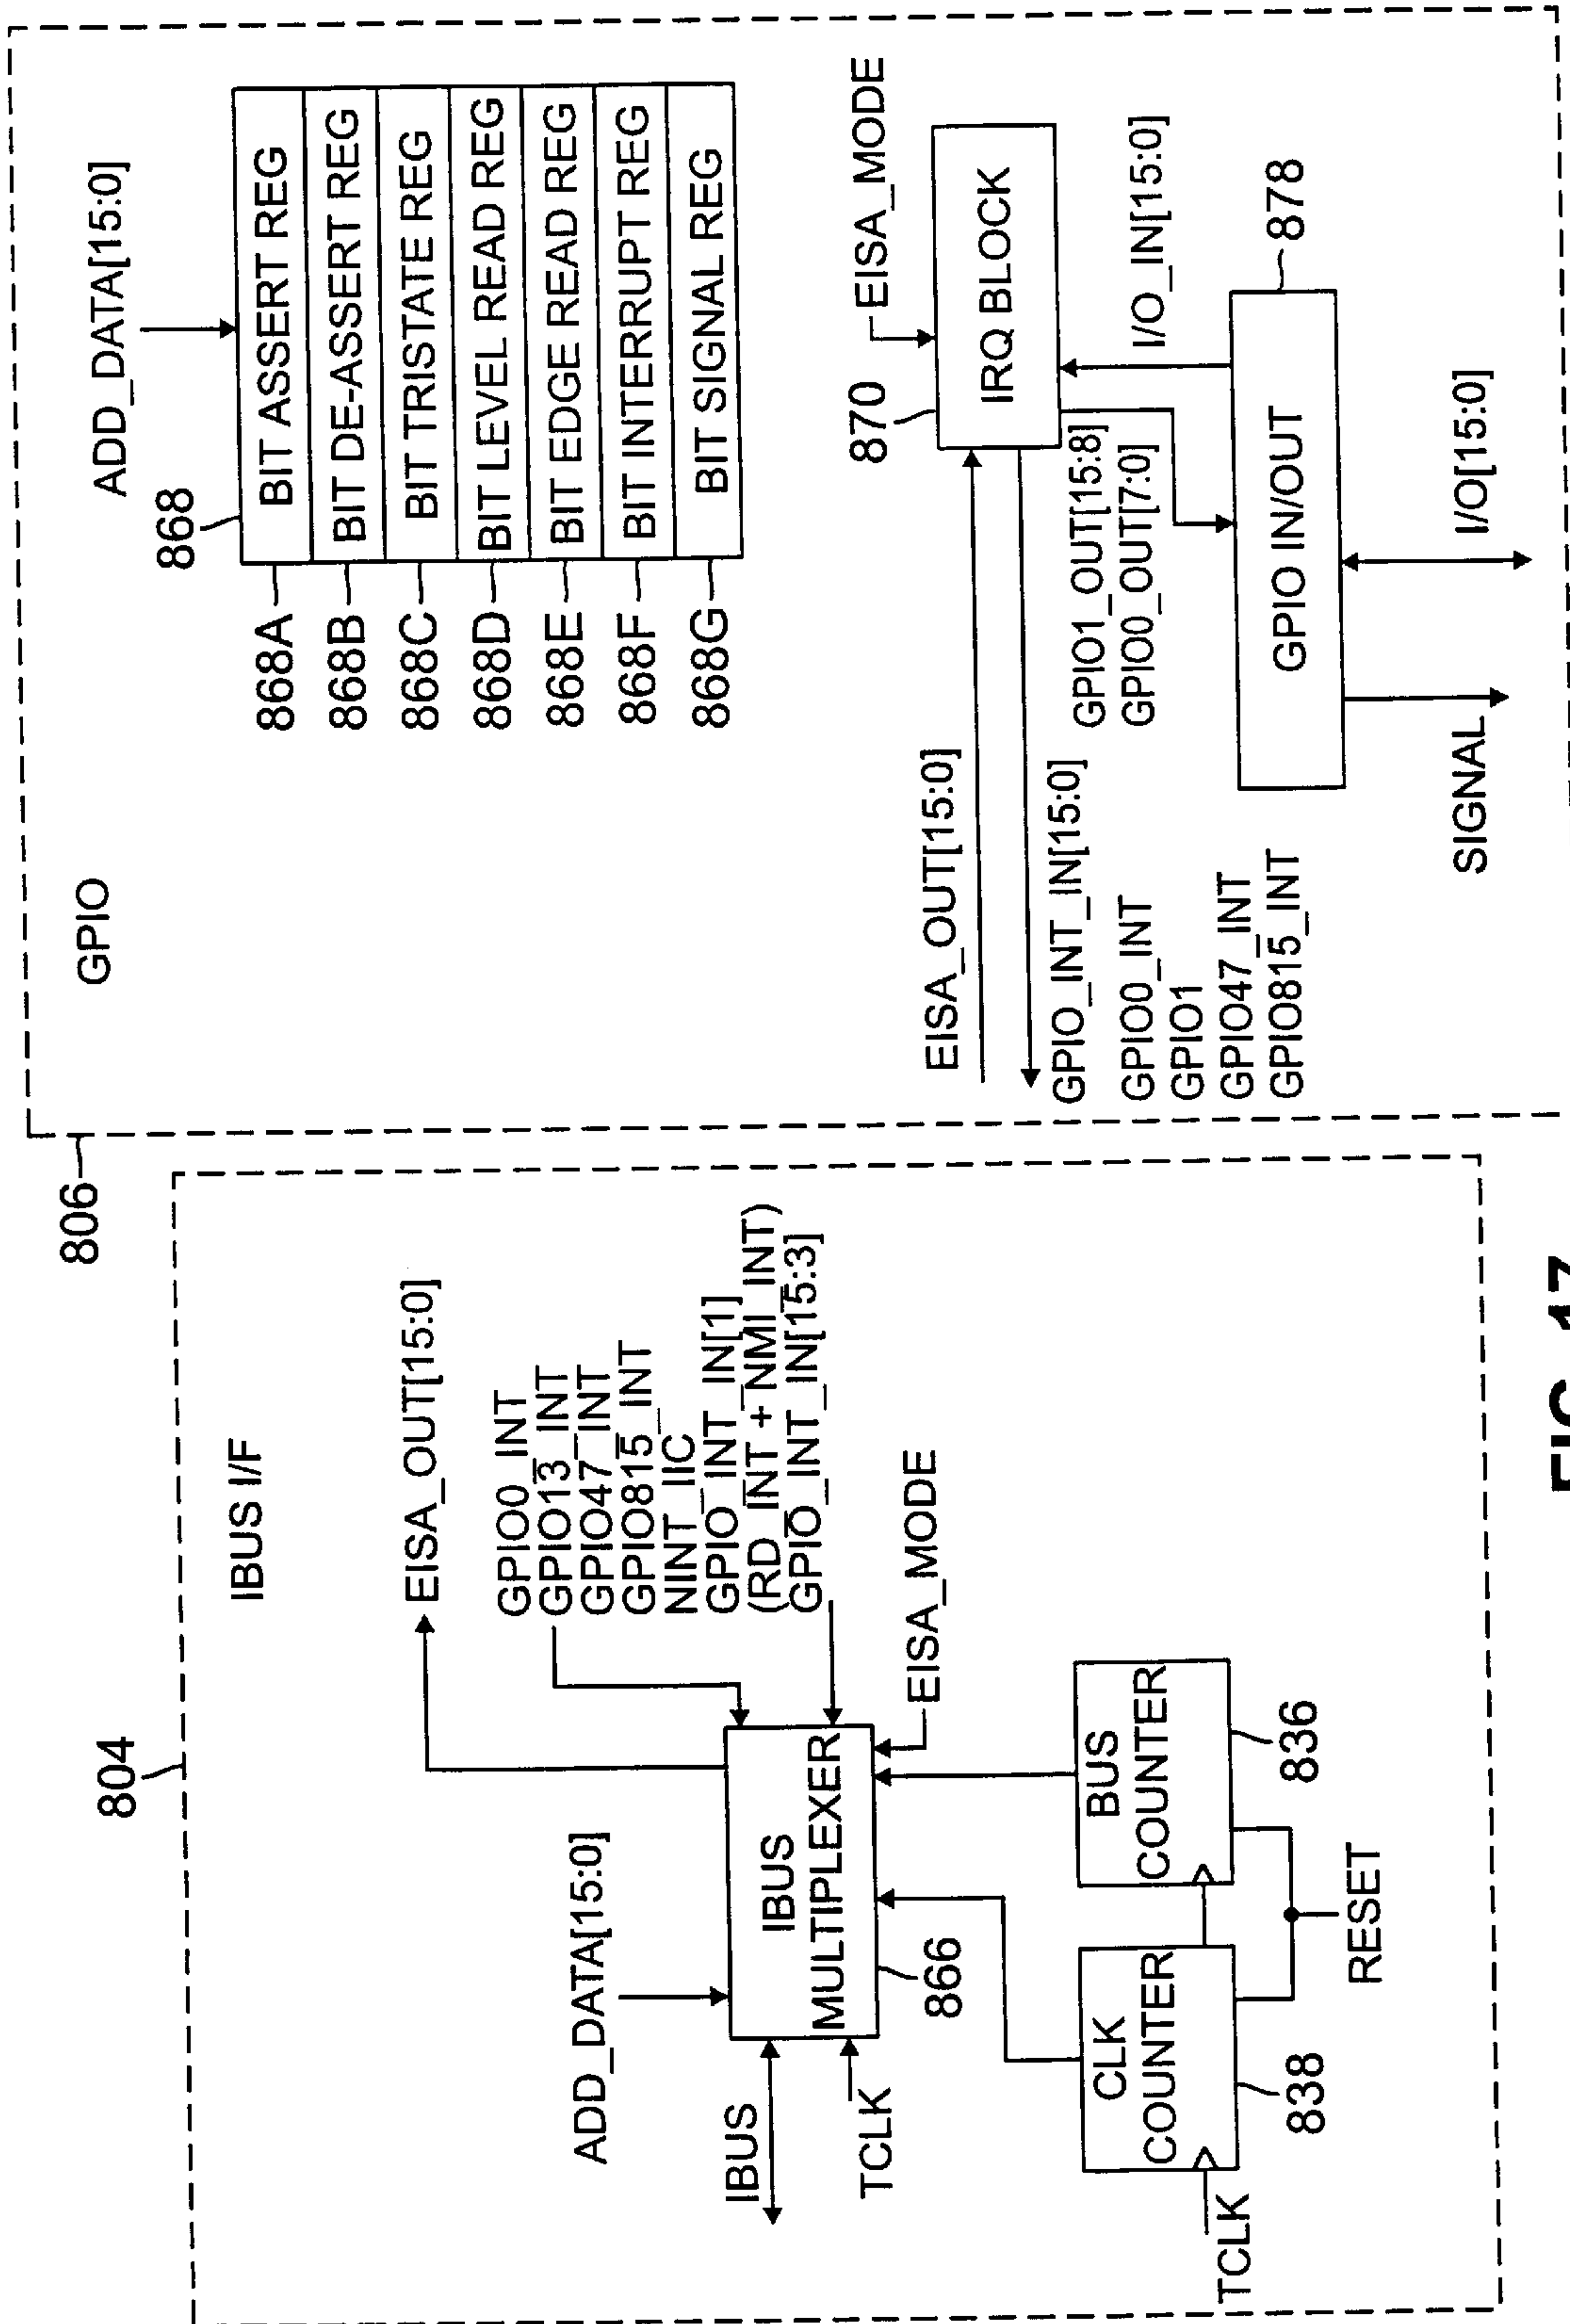 804
IBUS I/F
EISA_OUT[15:0]
GPIO0_INT
GPIO13_INT
GPIO47_INT
GPIO815_INT
NINT_IIC
GPIO_INT_IN[1]
(RD_INT + NMI_INT)
GPIO_INT_IN[15:3]
ADD_DATA[15:0]
IBUS
TCLK
IBUS
MULTIPLEXER
866
EISA_MODE
CLK
COUNTER
838
BUS
COUNTER
836
TCLK
RESET
806
GPIO
ADD_DATA[15:0]
868
868A
BIT ASSERT REG
868B
BIT DE-ASSERT REG
868C
BIT TRISTATE REG
868D
BIT LEVEL READ REG
868E
BIT EDGE READ REG
868F
BIT INTERRUPT REG
868G
BIT SIGNAL REG
870
EISA_MODE
EISA_OUT[15:0]
IRQ BLOCK
GPIO_INT_IN[15:0]
GPIO0_INT
GPIO1
GPIO47_INT
GPIO815_INT
GPIO1_OUT[15:8]
GPIO0_OUT[7:0]
I/O_IN[15:0]
GPIO IN/OUT
878
SIGNAL
I/O[15:0]